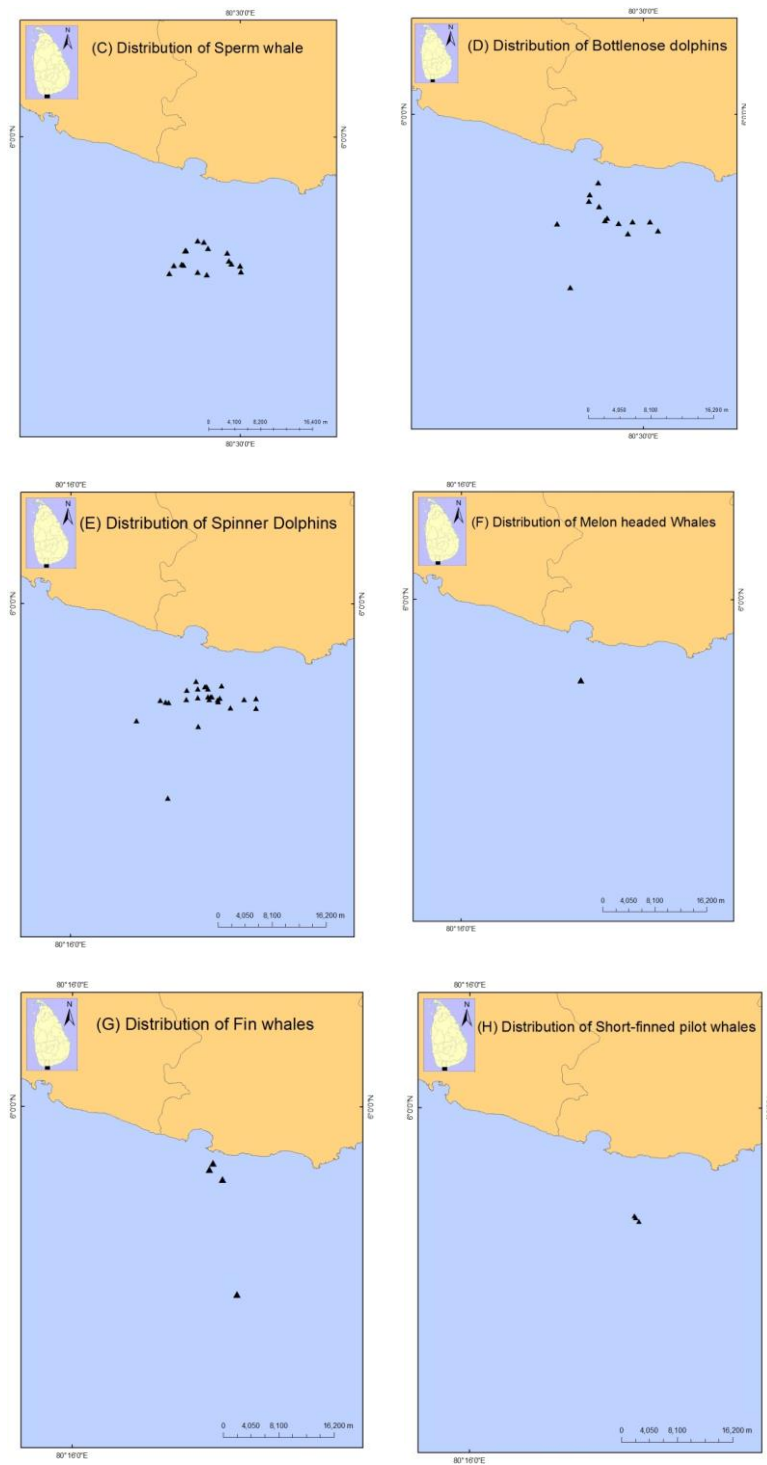 80°30'0"E
(C) Distribution of Sperm whale
N
6°0'0"N
6°0'0"N
0 4,100 8,200 16,400 m
80°30'0"E
80°30'0"E
(D) Distribution of Bottlenose dolphins
N
6°0'0"N
6°0'0"N
0 4,050 8,100 16,200 m
80°30'0"E
80°16'0"E
(E) Distribution of Spinner Dolphins
N
6°0'0"N
6°0'0"N
0 4,050 8,100 16,200 m
80°16'0"E
80°16'0"E
(F) Distribution of Melon headed Whales
N
6°0'0"N
6°0'0"N
0 4,050 8,100 16,200 m
80°16'0"E
80°16'0"E
(G) Distribution of Fin whales
N
6°0'0"N
6°0'0"N
0 4,050 8,100 16,200 m
80°16'0"E
80°16'0"E
(H) Distribution of Short-finned pilot whales
N
6°0'0"N
0 4,050 8,100 16,200 m
80°16'0"E